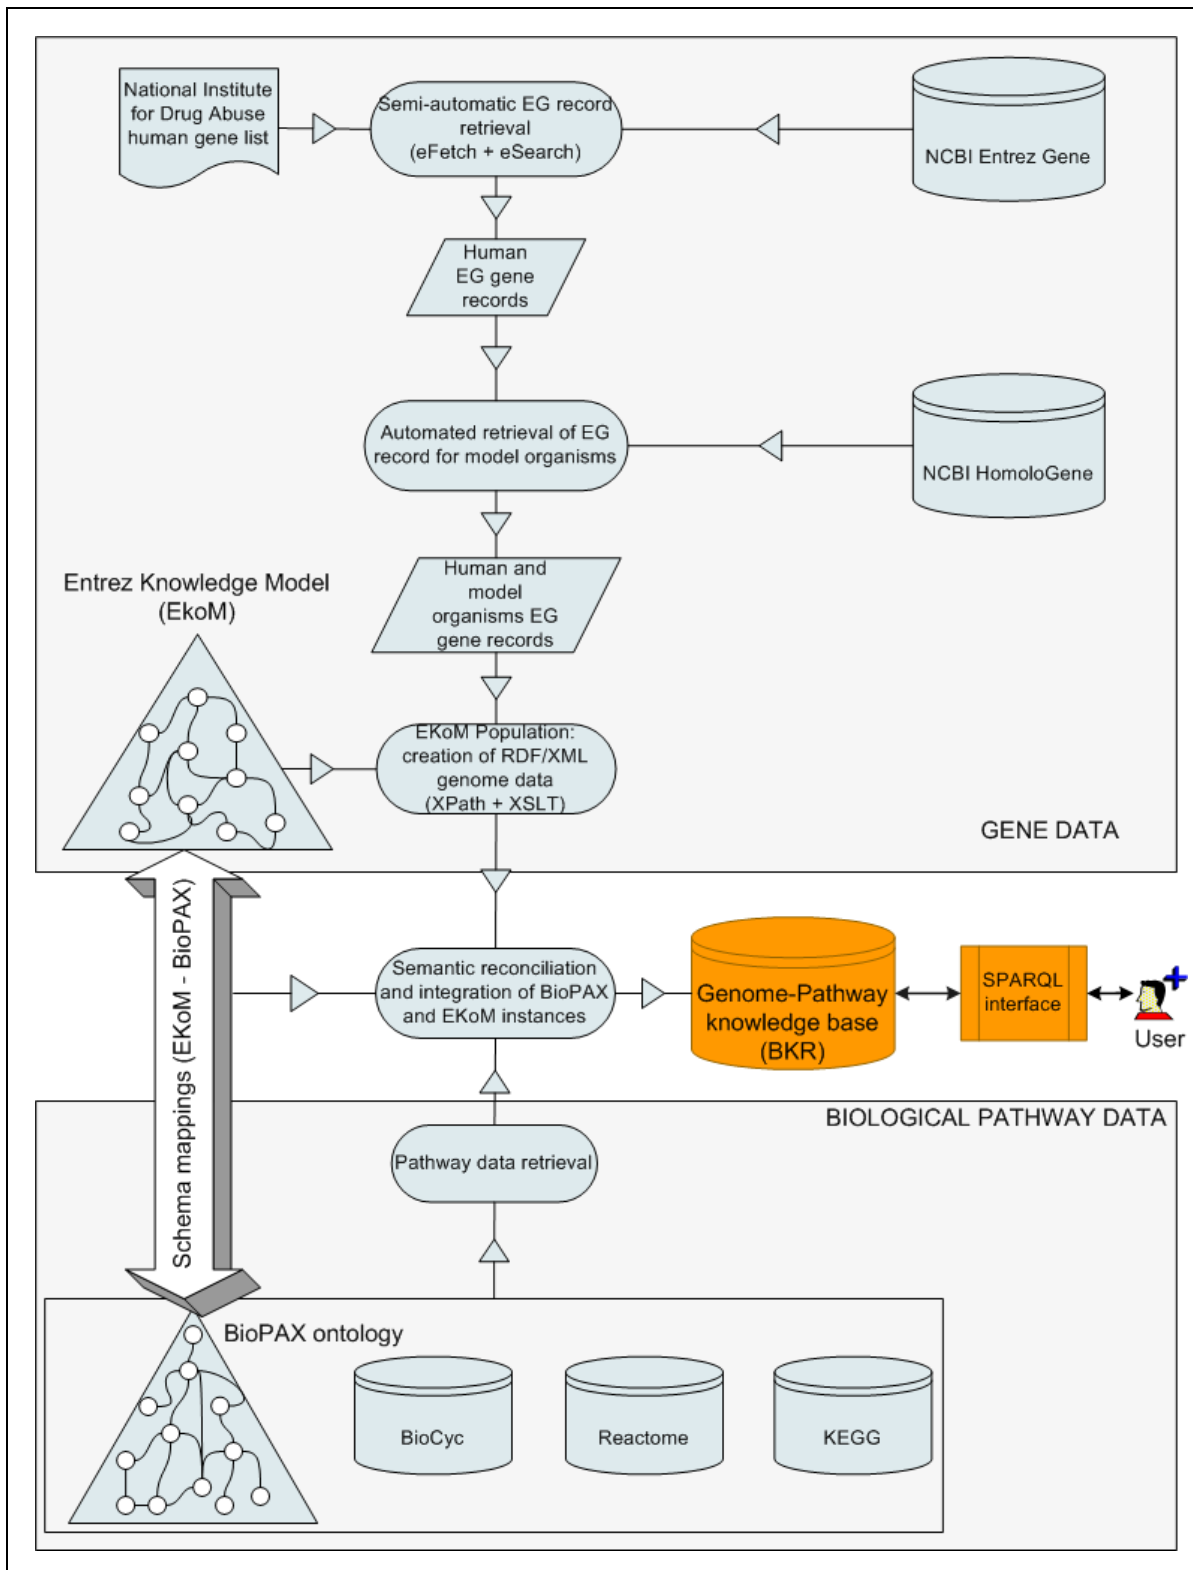 National Institute
for Drug Abuse
human gene list
Semi-automatic EG record
retrieval
(eFetch + eSearch)
NCBI Entrez Gene
Human
EG gene
records
Automated retrieval of EG
record for model organisms
NCBI HomoloGene
Human and
model
organisms EG
gene records
Entrez Knowledge Model
(EkoM)
EKoM Population:
creation of RDF/XML
genome data
(XPath + XSLT)
GENE DATA
Schema mappings (EKoM - BioPAX)
Semantic reconciliation
and integration of BioPAX
and EKoM instances
Genome-Pathway
knowledge base
(BKR)
SPARQL
interface
User
BIOLOGICAL PATHWAY DATA
Pathway data retrieval
BioPAX ontology
BioCyc
Reactome
KEGG